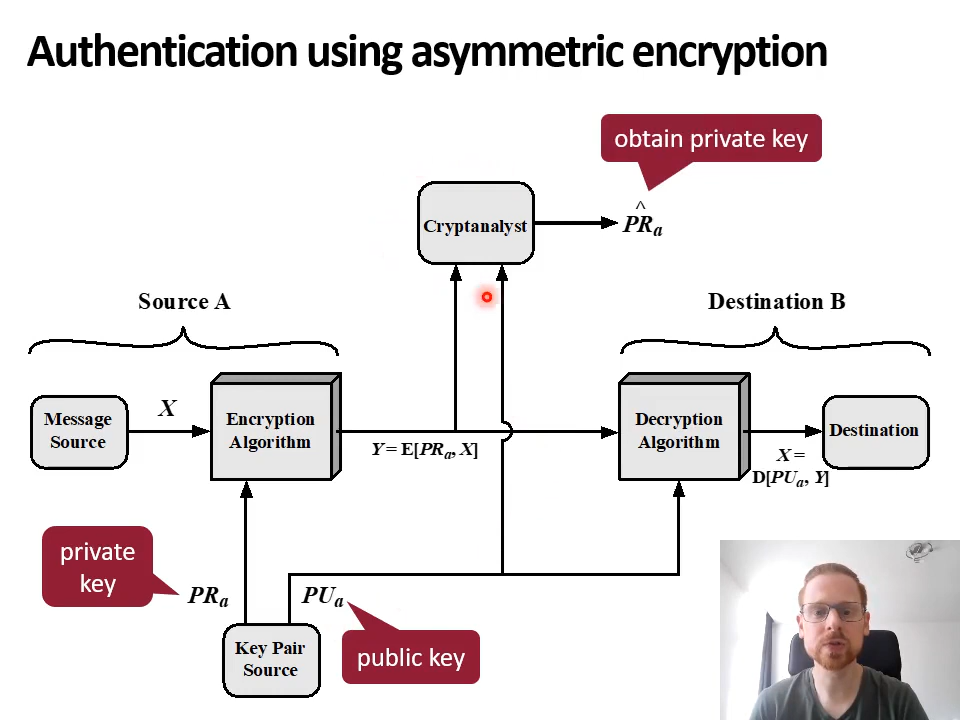 Authentication using asymmetric encryption
obtain private key
Cryptanalyst
^
PRa
Source A
Destination B
Message
Source
X
Encryption
Algorithm
Y = E[PRa, X]
Decryption
Algorithm
X =
D[PUa, Y]
Destination
private
key
PRa
PUa
public key
Key Pair
Source